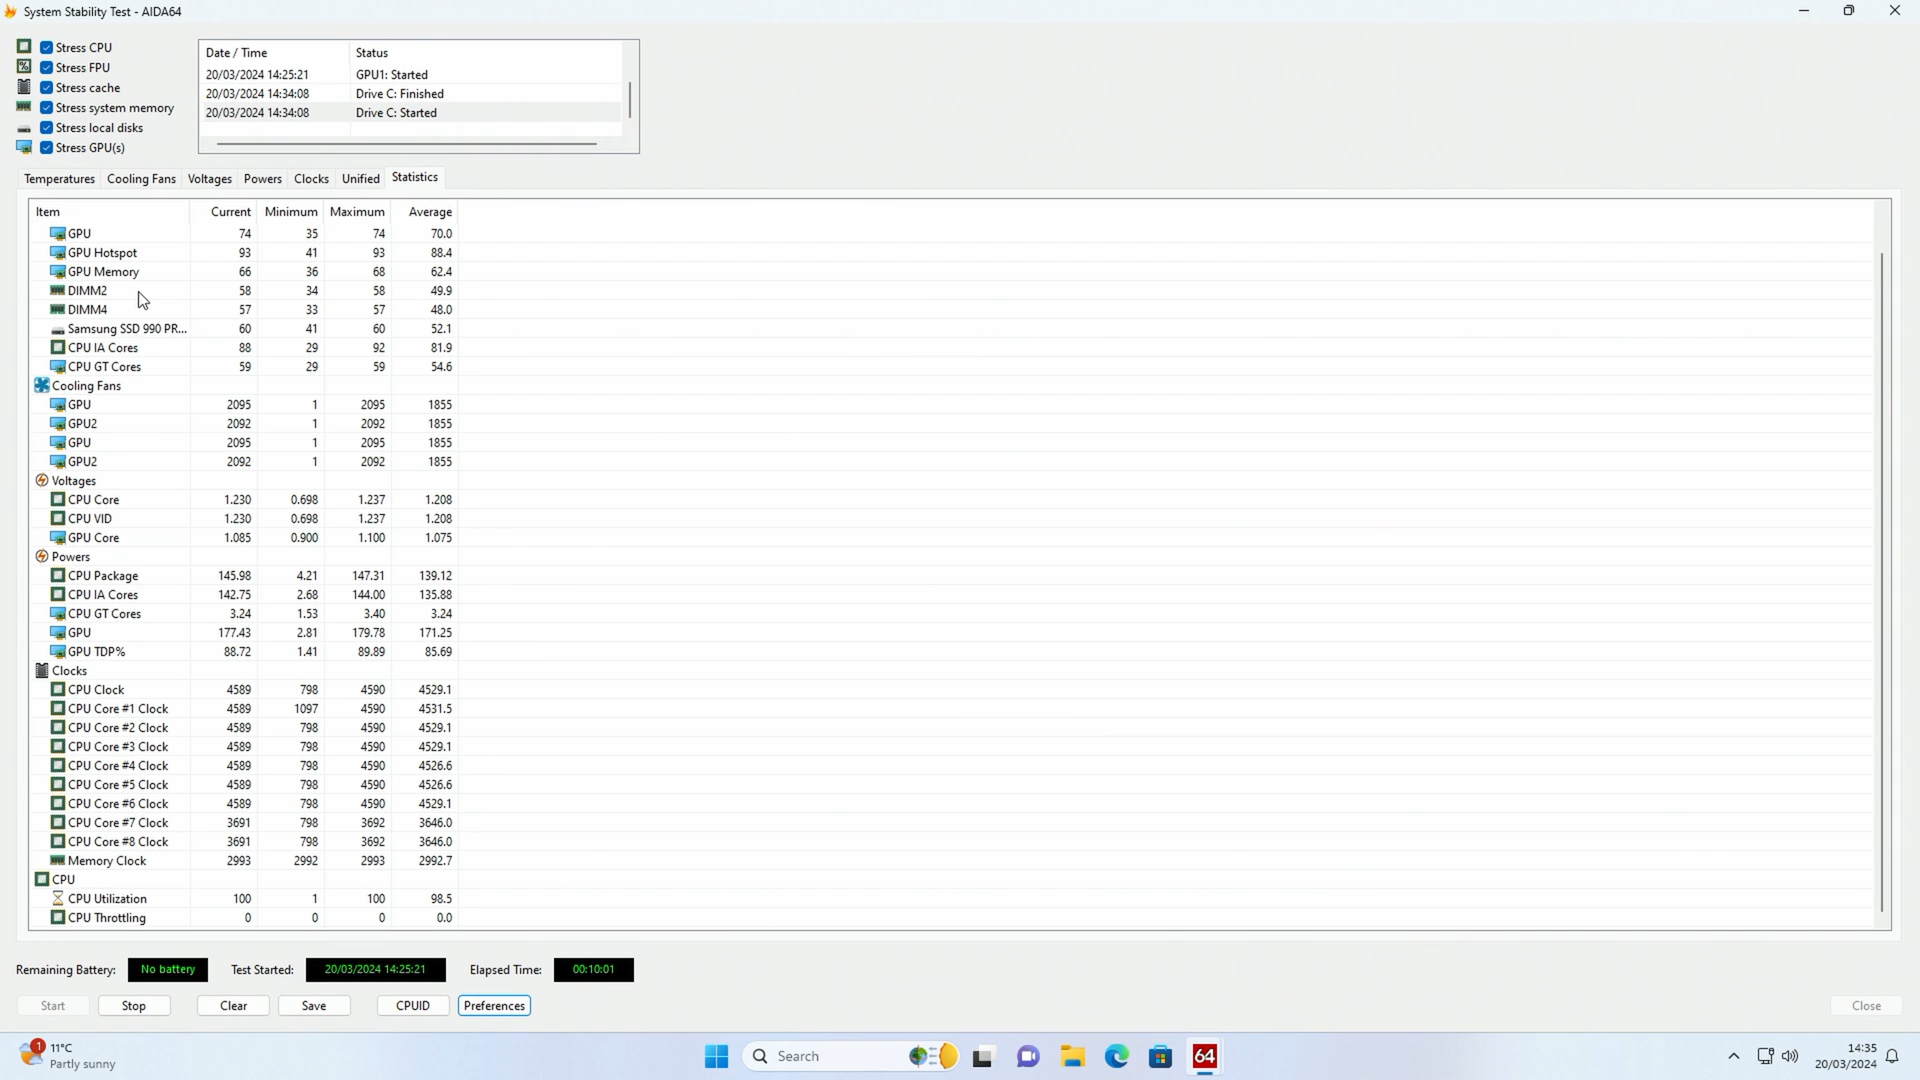 System Stability Test - AIDA64
Stress CPU
Stress FPU
Stress cache
Stress system memory
Stress local disks
Stress GPU(s)
Date / Time Status
20/03/2024 14:25:21 GPU1: Started
20/03/2024 14:34:08 Drive C: Finished
20/03/2024 14:34:08 Drive C: Started
Temperatures Cooling Fans Voltages Powers Clocks Unified Statistics
Item Current Minimum Maximum Average
GPU 74 35 74 70.0
GPU Hotspot 93 41 93 88.4
GPU Memory 66 36 68 62.4
DIMM2 58 34 58 49.9
DIMM4 57 33 57 48.0
Samsung SSD 990 PR... 60 41 60 52.1
CPU IA Cores 88 29 92 81.9
CPU GT Cores 59 29 59 54.6
Cooling Fans
GPU 2095 1 2095 1855
GPU2 2092 1 2092 1855
GPU 2095 1 2095 1855
GPU2 2092 1 2092 1855
Voltages
CPU Core 1.230 0.698 1.237 1.208
CPU VID 1.230 0.698 1.237 1.208
GPU Core 1.085 0.900 1.100 1.075
Powers
CPU Package 145.98 4.21 147.31 139.12
CPU IA Cores 142.75 2.68 144.00 135.88
CPU GT Cores 3.24 1.53 3.40 3.24
GPU 177.43 2.81 179.78 171.25
GPU TDP% 88.72 1.41 89.89 85.69
Clocks
CPU Clock 4589 798 4590 4529.1
CPU Core #1 Clock 4589 1097 4590 4531.5
CPU Core #2 Clock 4589 798 4590 4529.1
CPU Core #3 Clock 4589 798 4590 4529.1
CPU Core #4 Clock 4589 798 4590 4526.6
CPU Core #5 Clock 4589 798 4590 4526.6
CPU Core #6 Clock 4589 798 4590 4529.1
CPU Core #7 Clock 3691 798 3692 3646.0
CPU Core #8 Clock 3691 798 3692 3646.0
Memory Clock 2993 2992 2993 2992.7
CPU
CPU Utilization 100 1 100 98.5
CPU Throttling 0 0 0 0.0
Remaining Battery: No battery Test Started: 20/03/2024 14:25:21 Elapsed Time: 00:10:01
Start Stop Clear Save CPUID Preferences Close
1 11°C
Partly sunny
Search
64
14:35
20/03/2024